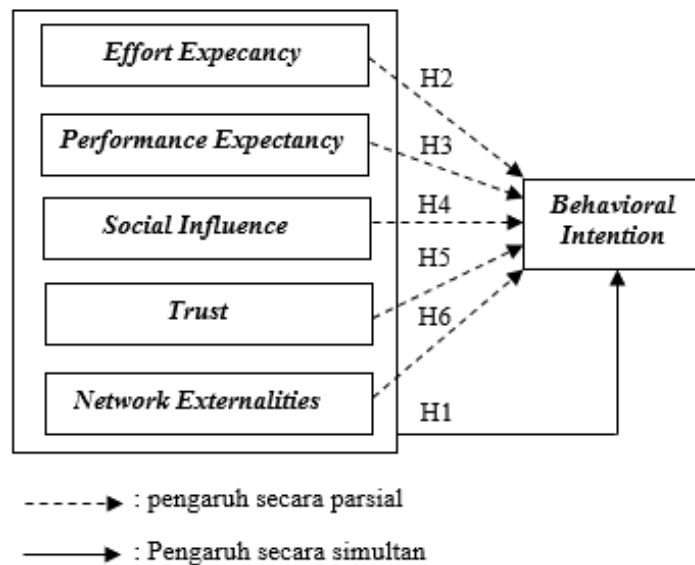 Effort Expecancy
H2
Performance Expectancy
H3
Social Influence
H4
Behavioral
Intention
H5
Trust
H6
Network Externalities
H1
: pengaruh secara parsial
: Pengaruh secara simultan